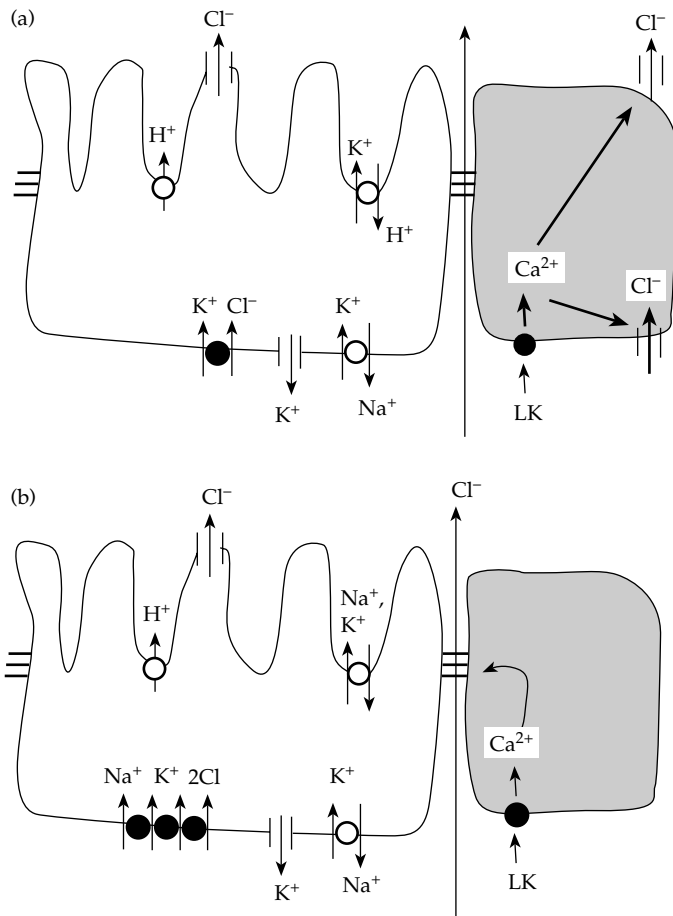 (a)
Cl⁻ Cl⁻
H⁺ K⁺
H⁺
Ca²⁺ Cl⁻
K⁺ Cl⁻ K⁺
K⁺ Na⁺ LK
(b)
Cl⁻ Cl⁻
H⁺ Na⁺,
K⁺
Ca²⁺
Na⁺ K⁺ 2Cl K⁺
K⁺ Na⁺ LK